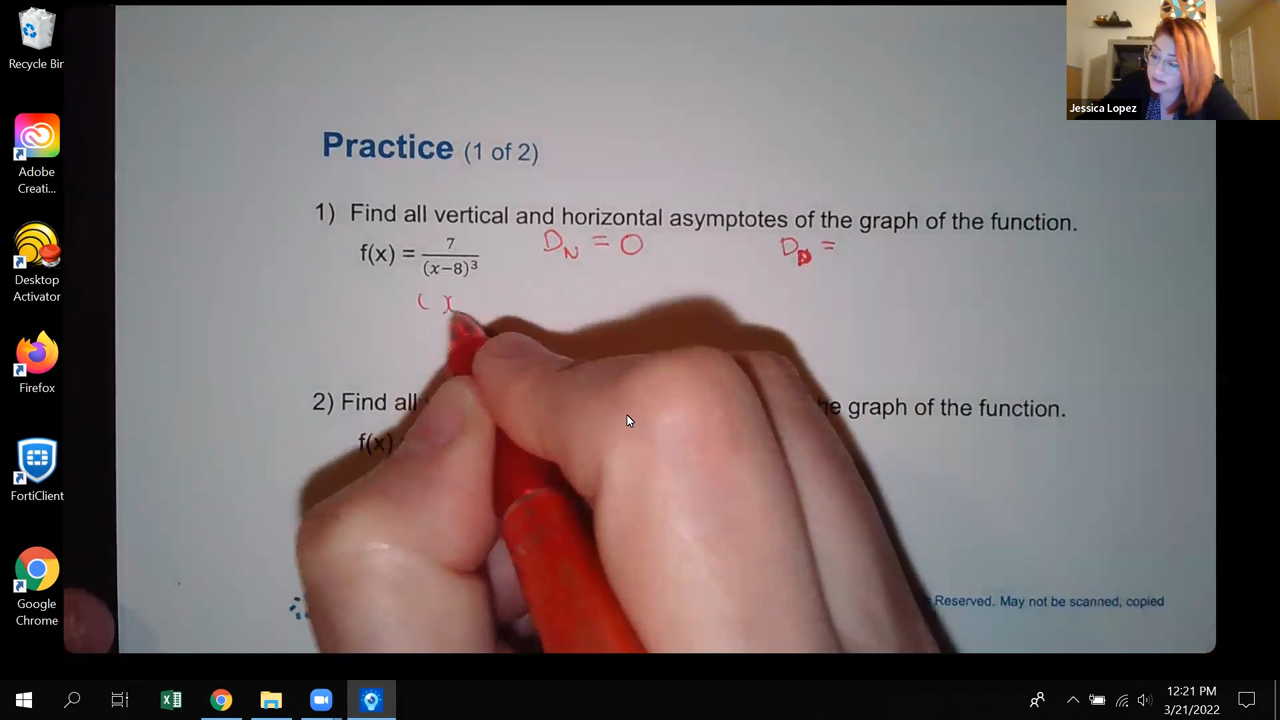 Recycle Bin
Adobe
Creati...
Desktop
Activator
Firefox
FortiClient
Google
Chrome
Jessica Lopez
Practice (1 of 2)
1) Find all vertical and horizontal asymptotes of the graph of the function.
f(x) = 7/(x−8)³
D_N = 0
D_D =
( x
2) Find all
the graph of the function.
f(x)
Reserved. May not be scanned, copied
12:21 PM
3/21/2022